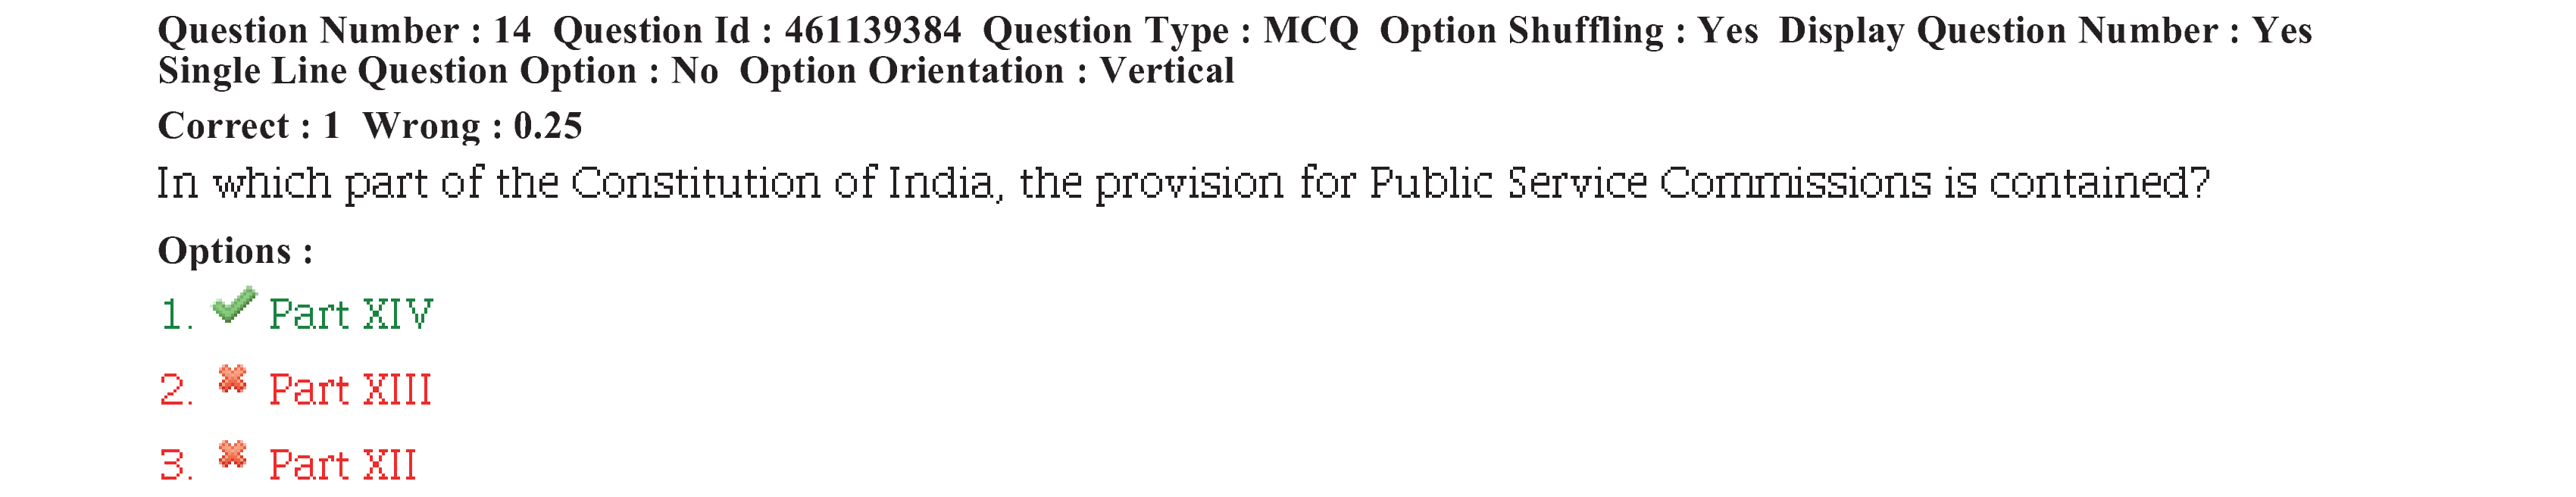 Question Number : 14 Question Id : 461139384 Question Type : MCQ Option Shuffling : Yes Display Question Number : Yes
Single Line Question Option : No Option Orientation : Vertical
Correct : 1 Wrong : 0.25
In which part of the Constitution of India, the provision for Public Service Commissions is contained?
Options :
1. Part XIV
2. Part XIII
3. Part XII